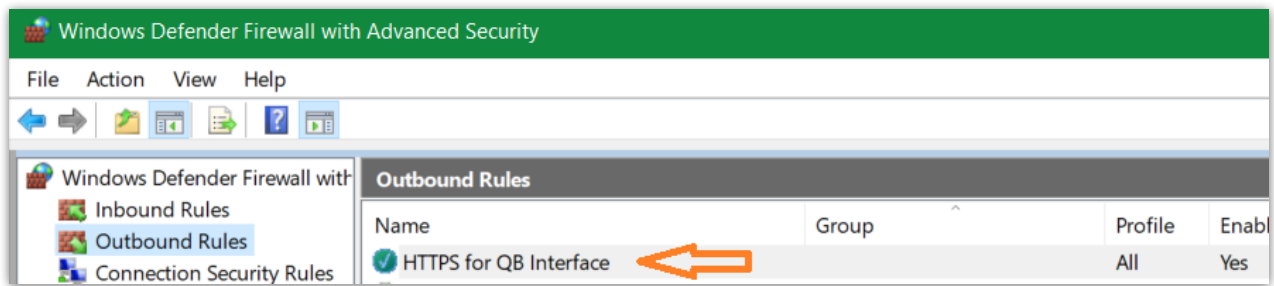 Windows Defender Firewall with Advanced Security
File Action View Help
Windows Defender Firewall with
Inbound Rules
Outbound Rules
Connection Security Rules
Outbound Rules
Name Group Profile Enabl
HTTPS for QB Interface All Yes